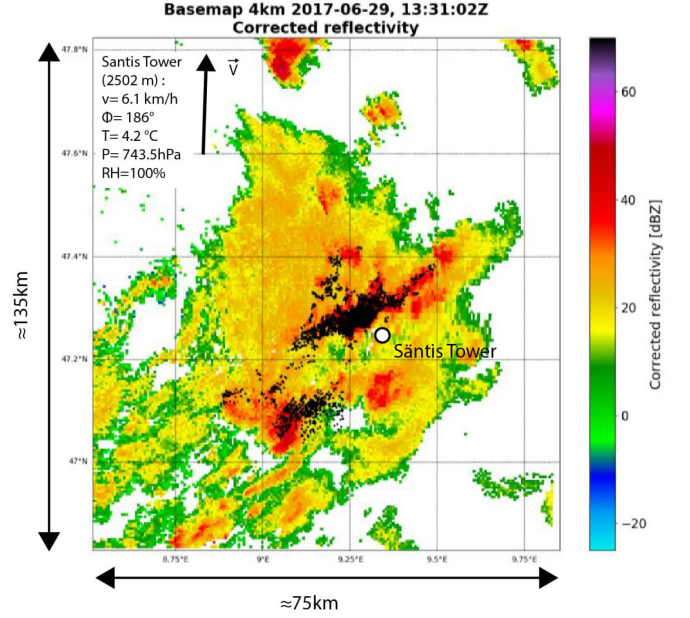 Basemap 4km 2017-06-29, 13:31:02Z
Corrected reflectivity
Santis Tower
(2502 m) :
v= 6.1 km/h
Φ= 186°
T= 4.2 °C
P= 743.5hPa
RH=100%
V
47.8°N
47.6°N
47.4°N
47.2°N
47°N
≈135km
Säntis Tower
8.75°E
9°E
9.25°E
9.5°E
9.75°E
≈75km
60
40
20
0
−20
Corrected reflectivity [dBZ]